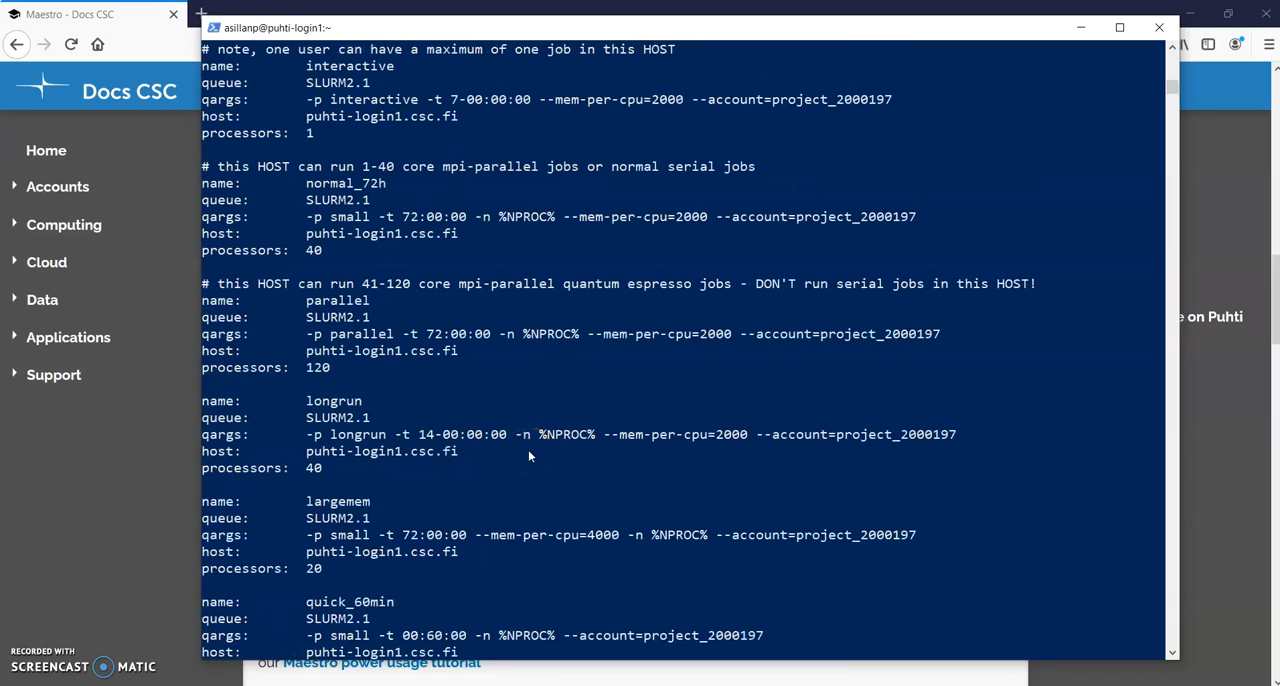 Maestro - Docs CSC
asillanp@puhti-login1:~
Docs CSC
Home
Accounts
Computing
Cloud
Data
Applications
Support
# note, one user can have a maximum of one job in this HOST
name: interactive
queue: SLURM2.1
qargs: -p interactive -t 7-00:00:00 --mem-per-cpu=2000 --account=project_2000197
host: puhti-login1.csc.fi
processors: 1
# this HOST can run 1-40 core mpi-parallel jobs or normal serial jobs
name: normal_72h
queue: SLURM2.1
qargs: -p small -t 72:00:00 -n %NPROC% --mem-per-cpu=2000 --account=project_2000197
host: puhti-login1.csc.fi
processors: 40
# this HOST can run 41-120 core mpi-parallel quantum espresso jobs - DON'T run serial jobs in this HOST!
name: parallel
queue: SLURM2.1
qargs: -p parallel -t 72:00:00 -n %NPROC% --mem-per-cpu=2000 --account=project_2000197
host: puhti-login1.csc.fi
processors: 120
name: longrun
queue: SLURM2.1
qargs: -p longrun -t 14-00:00:00 -n %NPROC% --mem-per-cpu=2000 --account=project_2000197
host: puhti-login1.csc.fi
processors: 40
name: largemem
queue: SLURM2.1
qargs: -p small -t 72:00:00 --mem-per-cpu=4000 -n %NPROC% --account=project_2000197
host: puhti-login1.csc.fi
processors: 20
name: quick_60min
queue: SLURM2.1
qargs: -p small -t 00:60:00 -n %NPROC% --account=project_2000197
host: puhti-login1.csc.fi
e on Puhti
our Maestro power usage tutorial
RECORDED WITH
SCREENCAST MATIC